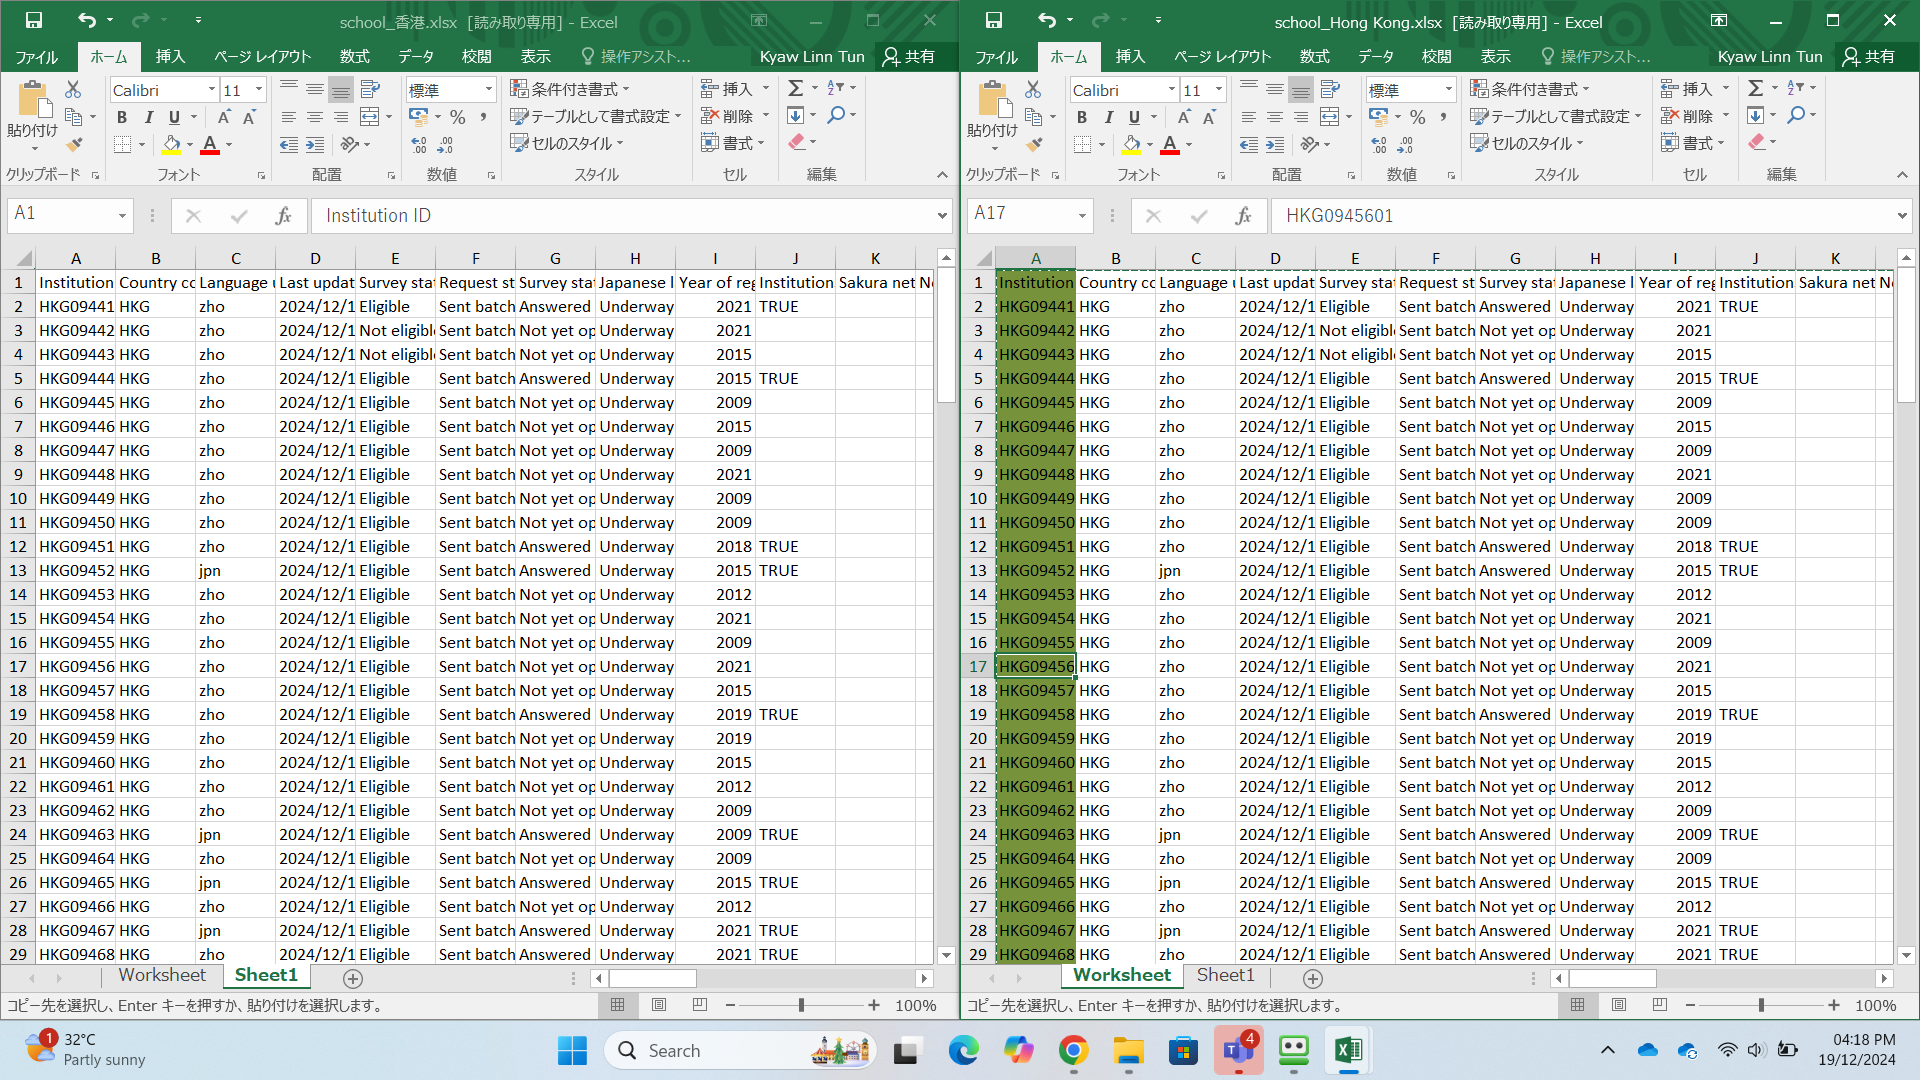 school_香港.xlsx [読み取り専用] - Excel
ファイル ホーム 挿入 ページ レイアウト 数式 データ 校閲 表示 操作アシスト... Kyaw Linn Tun 共有
貼り付け
Calibri 11
標準
条件付き書式
テーブルとして書式設定
セルのスタイル
挿入
削除
書式
クリップボード フォント 配置 数値 スタイル セル 編集
A1 fx Institution ID
A B C D E F G H I J K
1 Institution Country co Language u Last updat Survey stat Request st Survey stat Japanese l Year of reg Institution Sakura net No
2 HKG09441 HKG zho 2024/12/1 Eligible Sent batch Answered Underway 2021 TRUE
3 HKG09442 HKG zho 2024/12/1 Not eligible Sent batch Not yet op Underway 2021
4 HKG09443 HKG zho 2024/12/1 Not eligible Sent batch Not yet op Underway 2015
5 HKG09444 HKG zho 2024/12/1 Eligible Sent batch Answered Underway 2015 TRUE
6 HKG09445 HKG zho 2024/12/1 Eligible Sent batch Not yet op Underway 2009
7 HKG09446 HKG zho 2024/12/1 Eligible Sent batch Not yet op Underway 2015
8 HKG09447 HKG zho 2024/12/1 Eligible Sent batch Not yet op Underway 2009
9 HKG09448 HKG zho 2024/12/1 Eligible Sent batch Not yet op Underway 2021
10 HKG09449 HKG zho 2024/12/1 Eligible Sent batch Not yet op Underway 2009
11 HKG09450 HKG zho 2024/12/1 Eligible Sent batch Not yet op Underway 2009
12 HKG09451 HKG zho 2024/12/1 Eligible Sent batch Answered Underway 2018 TRUE
13 HKG09452 HKG jpn 2024/12/1 Eligible Sent batch Answered Underway 2015 TRUE
14 HKG09453 HKG zho 2024/12/1 Eligible Sent batch Not yet op Underway 2012
15 HKG09454 HKG zho 2024/12/1 Eligible Sent batch Not yet op Underway 2021
16 HKG09455 HKG zho 2024/12/1 Eligible Sent batch Not yet op Underway 2009
17 HKG09456 HKG zho 2024/12/1 Eligible Sent batch Not yet op Underway 2021
18 HKG09457 HKG zho 2024/12/1 Eligible Sent batch Not yet op Underway 2015
19 HKG09458 HKG zho 2024/12/1 Eligible Sent batch Answered Underway 2019 TRUE
20 HKG09459 HKG zho 2024/12/1 Eligible Sent batch Not yet op Underway 2019
21 HKG09460 HKG zho 2024/12/1 Eligible Sent batch Not yet op Underway 2015
22 HKG09461 HKG zho 2024/12/1 Eligible Sent batch Not yet op Underway 2012
23 HKG09462 HKG zho 2024/12/1 Eligible Sent batch Not yet op Underway 2009
24 HKG09463 HKG jpn 2024/12/1 Eligible Sent batch Answered Underway 2009 TRUE
25 HKG09464 HKG zho 2024/12/1 Eligible Sent batch Not yet op Underway 2009
26 HKG09465 HKG jpn 2024/12/1 Eligible Sent batch Answered Underway 2015 TRUE
27 HKG09466 HKG zho 2024/12/1 Eligible Sent batch Not yet op Underway 2012
28 HKG09467 HKG jpn 2024/12/1 Eligible Sent batch Answered Underway 2021 TRUE
29 HKG09468 HKG zho 2024/12/1 Eligible Sent batch Answered Underway 2021 TRUE
Worksheet Sheet1
コピー先を選択し、Enter キーを押すか、貼り付けを選択します。 100%
school_Hong Kong.xlsx [読み取り専用] - Excel
ファイル ホーム 挿入 ページ レイアウト 数式 データ 校閲 表示 操作アシスト... Kyaw Linn Tun 共有
貼り付け
Calibri 11
標準
条件付き書式
テーブルとして書式設定
セルのスタイル
挿入
削除
書式
クリップボード フォント 配置 数値 スタイル セル 編集
A17 fx HKG0945601
A B C D E F G H I J K
1 Institution Country co Language u Last updat Survey stat Request st Survey stat Japanese l Year of reg Institution Sakura net No
2 HKG09441 HKG zho 2024/12/1 Eligible Sent batch Answered Underway 2021 TRUE
3 HKG09442 HKG zho 2024/12/1 Not eligible Sent batch Not yet op Underway 2021
4 HKG09443 HKG zho 2024/12/1 Not eligible Sent batch Not yet op Underway 2015
5 HKG09444 HKG zho 2024/12/1 Eligible Sent batch Answered Underway 2015 TRUE
6 HKG09445 HKG zho 2024/12/1 Eligible Sent batch Not yet op Underway 2009
7 HKG09446 HKG zho 2024/12/1 Eligible Sent batch Not yet op Underway 2015
8 HKG09447 HKG zho 2024/12/1 Eligible Sent batch Not yet op Underway 2009
9 HKG09448 HKG zho 2024/12/1 Eligible Sent batch Not yet op Underway 2021
10 HKG09449 HKG zho 2024/12/1 Eligible Sent batch Not yet op Underway 2009
11 HKG09450 HKG zho 2024/12/1 Eligible Sent batch Not yet op Underway 2009
12 HKG09451 HKG zho 2024/12/1 Eligible Sent batch Answered Underway 2018 TRUE
13 HKG09452 HKG jpn 2024/12/1 Eligible Sent batch Answered Underway 2015 TRUE
14 HKG09453 HKG zho 2024/12/1 Eligible Sent batch Not yet op Underway 2012
15 HKG09454 HKG zho 2024/12/1 Eligible Sent batch Not yet op Underway 2021
16 HKG09455 HKG zho 2024/12/1 Eligible Sent batch Not yet op Underway 2009
17 HKG09456 HKG zho 2024/12/1 Eligible Sent batch Not yet op Underway 2021
18 HKG09457 HKG zho 2024/12/1 Eligible Sent batch Not yet op Underway 2015
19 HKG09458 HKG zho 2024/12/1 Eligible Sent batch Answered Underway 2019 TRUE
20 HKG09459 HKG zho 2024/12/1 Eligible Sent batch Not yet op Underway 2019
21 HKG09460 HKG zho 2024/12/1 Eligible Sent batch Not yet op Underway 2015
22 HKG09461 HKG zho 2024/12/1 Eligible Sent batch Not yet op Underway 2012
23 HKG09462 HKG zho 2024/12/1 Eligible Sent batch Not yet op Underway 2009
24 HKG09463 HKG jpn 2024/12/1 Eligible Sent batch Answered Underway 2009 TRUE
25 HKG09464 HKG zho 2024/12/1 Eligible Sent batch Not yet op Underway 2009
26 HKG09465 HKG jpn 2024/12/1 Eligible Sent batch Answered Underway 2015 TRUE
27 HKG09466 HKG zho 2024/12/1 Eligible Sent batch Not yet op Underway 2012
28 HKG09467 HKG jpn 2024/12/1 Eligible Sent batch Answered Underway 2021 TRUE
29 HKG09468 HKG zho 2024/12/1 Eligible Sent batch Answered Underway 2021 TRUE
Worksheet Sheet1
コピー先を選択し、Enter キーを押すか、貼り付けを選択します。 100%
1 32°C
Partly sunny
Search
4
04:18 PM
19/12/2024